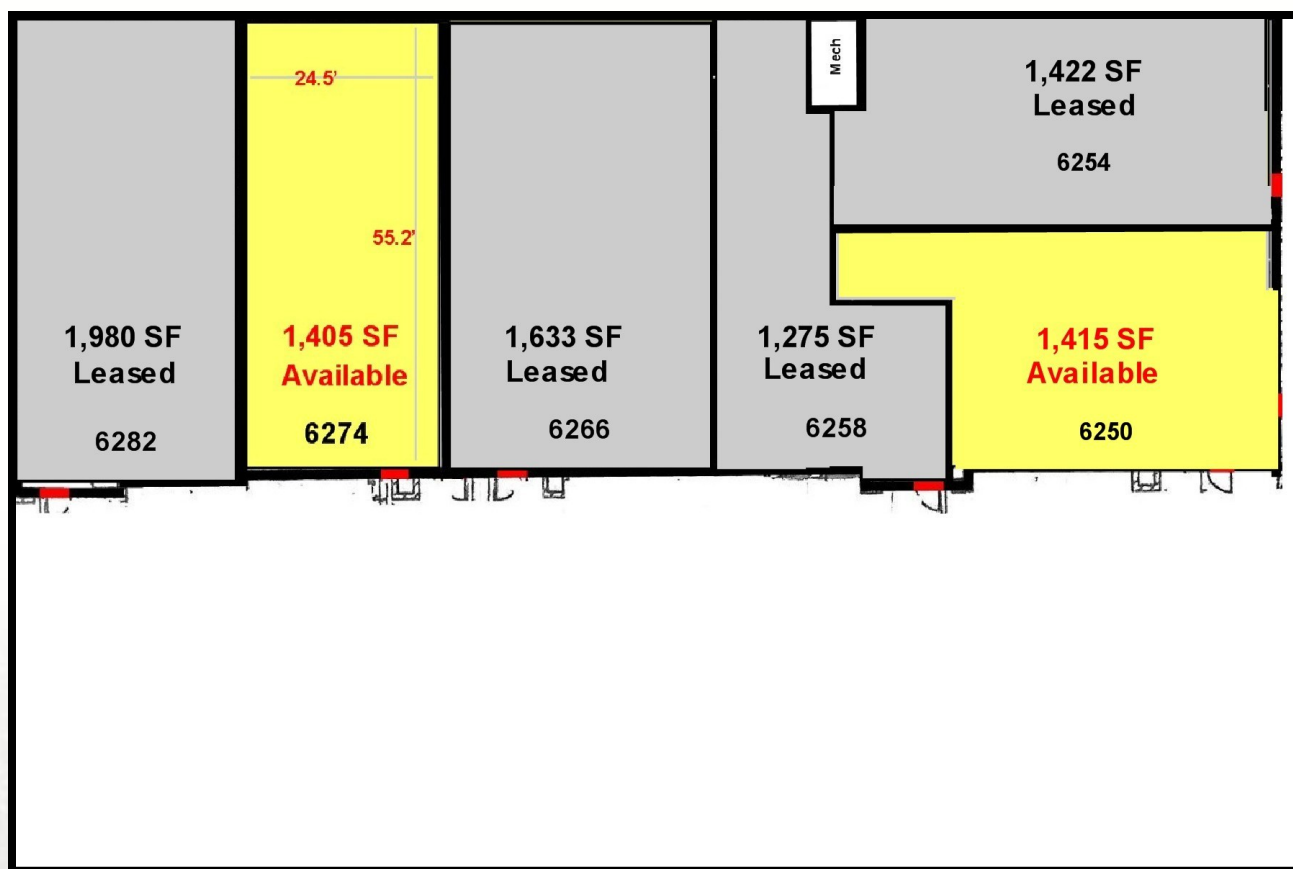 1,980 SF
Leased
6282
24.5'
55.2'
1,405 SF
Available
6274
1,633 SF
Leased
6266
1,275 SF
Leased
6258
Mech
1,422 SF
Leased
6254
1,415 SF
Available
6250